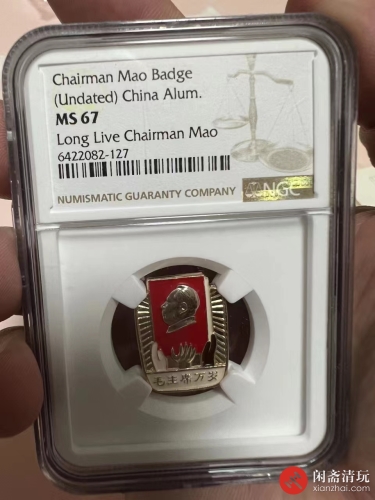 Chairman Mao Badge
(Undated) China Alum.
MS 67
Long Live Chairman Mao
6422082-127
NUMISMATIC GUARANTY COMPANY
NGC
毛主席万岁
闲斋清玩
xianzhai.com